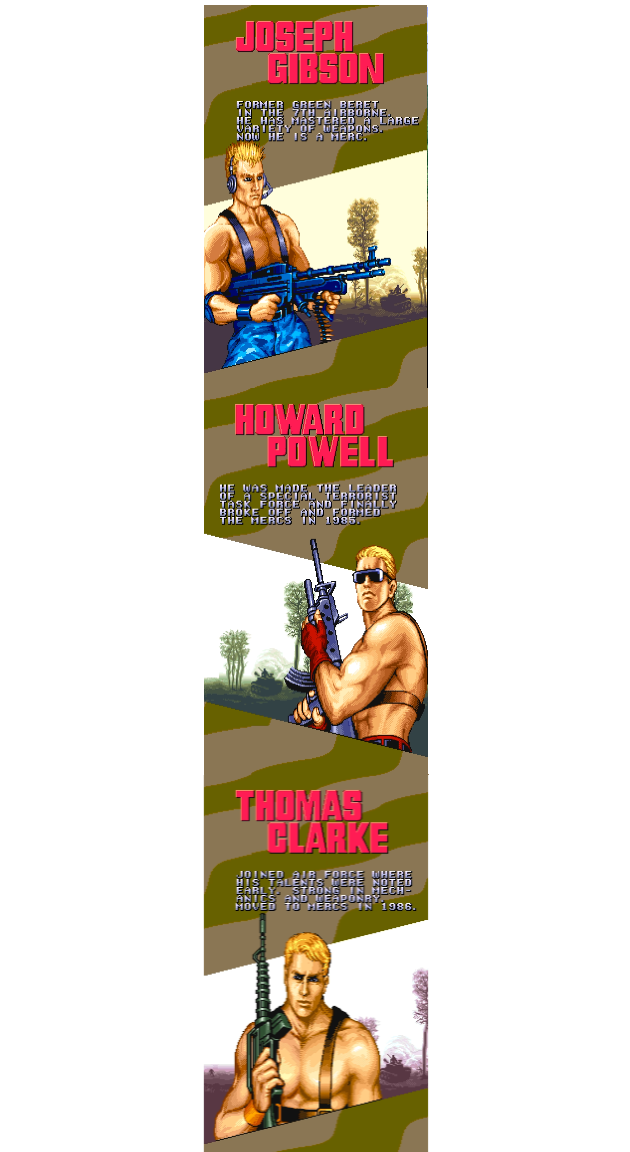 JOSEPH
GIBSON
FORMER GREEN BERET
IN THE 7TH AIRBORNE.
HE HAS MASTERED A LARGE
VARIETY OF WEAPONS.
NOW HE IS A MERC.
HOWARD
POWELL
HE WAS MADE THE LEADER
OF A SPECIAL TERRORIST
TASK FORCE AND FINALLY
BROKE OFF AND FORMED
THE MERCS IN 1985.
THOMAS
CLARKE
JOINED AIR FORCE WHERE
HIS TALENTS WERE NOTED
EARLY. STRONG IN MECH-
ANICS AND WEAPONRY.
MOVED TO MERCS IN 1986.